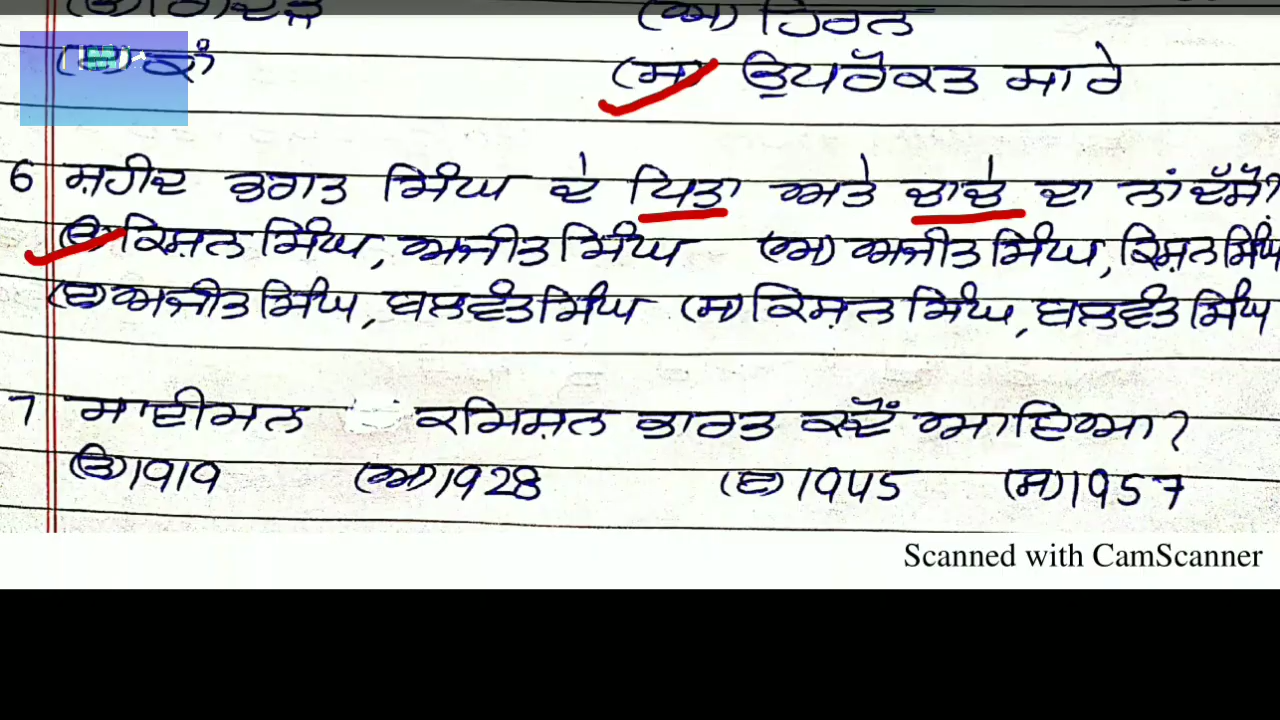 (ਅ) ਹਿਰਨ
(ੲ) ਕਾਂ (ਸ) ਉਪਰੋਕਤ ਸਾਰੇ
6 ਸ਼ਹੀਦ ਭਗਤ ਸਿੰਘ ਦੇ ਪਿਤਾ ਅਤੇ ਚਾਚੇ ਦਾ ਨਾਂ ਦੱਸੋ?
(ੳ) ਕਿਸ਼ਨ ਸਿੰਘ, ਅਜੀਤ ਸਿੰਘ (ਅ) ਅਜੀਤ ਸਿੰਘ, ਕਿਸ਼ਨ ਸਿੰਘ
(ੲ) ਅਜੀਤ ਸਿੰਘ, ਬਲਵੰਤ ਸਿੰਘ (ਸ) ਕਿਸ਼ਨ ਸਿੰਘ, ਬਲਵੰਤ ਸਿੰਘ
7 ਸਾਈਮਨ ਕਮਿਸ਼ਨ ਭਾਰਤ ਕਦੋਂ ਆਇਆ?
(ੳ) 1919 (ਅ) 1928 (ੲ) 1945 (ਸ) 1957
Scanned with CamScanner